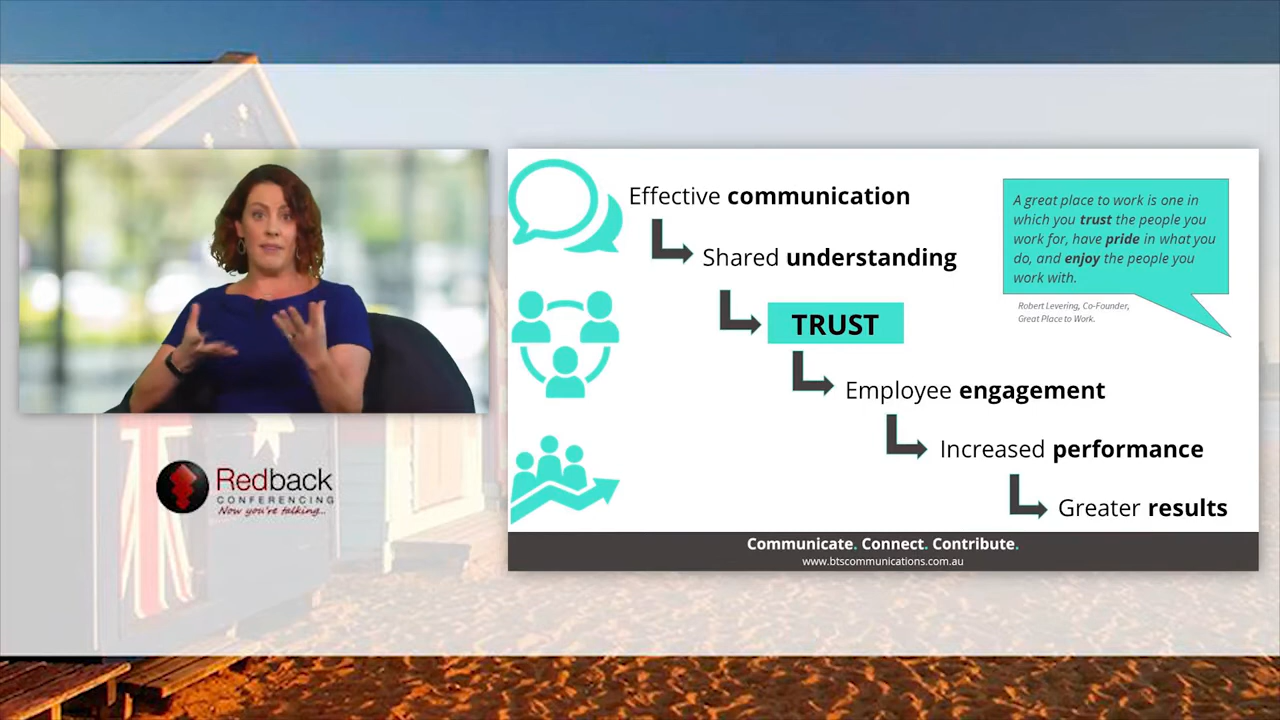 Effective communication
Shared understanding
TRUST
Employee engagement
Increased performance
Greater results
A great place to work is one in
which you trust the people you
work for, have pride in what you
do, and enjoy the people you
work with.
Robert Levering, Co-Founder,
Great Place to Work.
Communicate. Connect. Contribute.
www.btscommunications.com.au
Redback
CONFERENCING
Now you're talking...